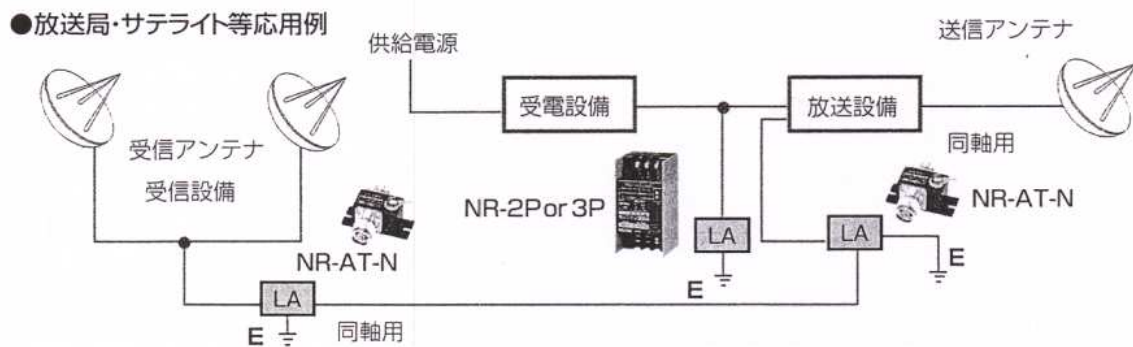 ●放送局・サテライト等応用例
供給電源
送信アンテナ
受電設備
放送設備
受信アンテナ
受信設備
同軸用
NR-2P or 3P
NR-AT-N
NR-AT-N
LA
LA
E
E
LA
E
同軸用